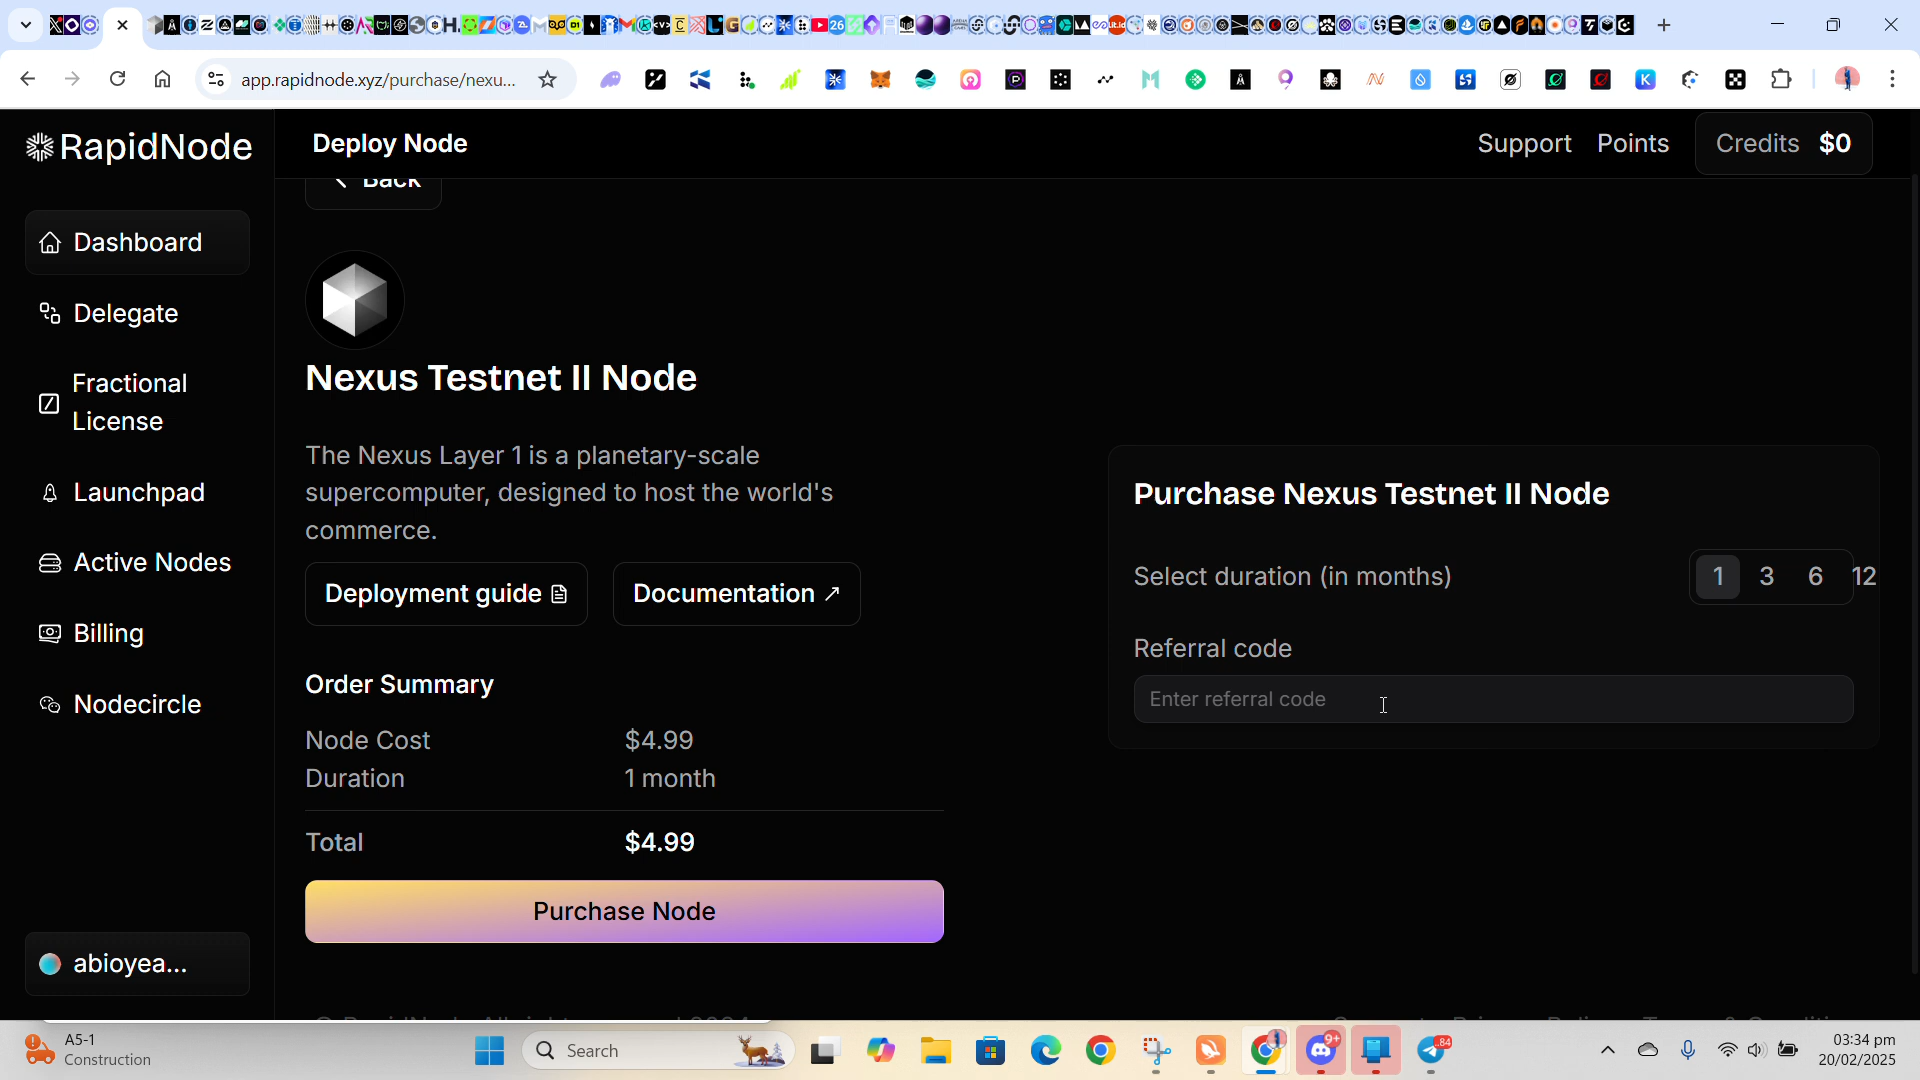 app.rapidnode.xyz/purchase/nexu...
RapidNode
Deploy Node
Support
Points
Credits $0
Back
Dashboard
Delegate
Fractional
License
Launchpad
Active Nodes
Billing
Nodecircle
abioyea...
Nexus Testnet II Node
The Nexus Layer 1 is a planetary-scale
supercomputer, designed to host the world's
commerce.
Deployment guide
Documentation ↗
Order Summary
Node Cost $4.99
Duration 1 month
Total $4.99
Purchase Node
Purchase Nexus Testnet II Node
Select duration (in months) 1 3 6 12
Referral code
Enter referral code
A5-1
Construction
Search
9+
84
03:34 pm
20/02/2025